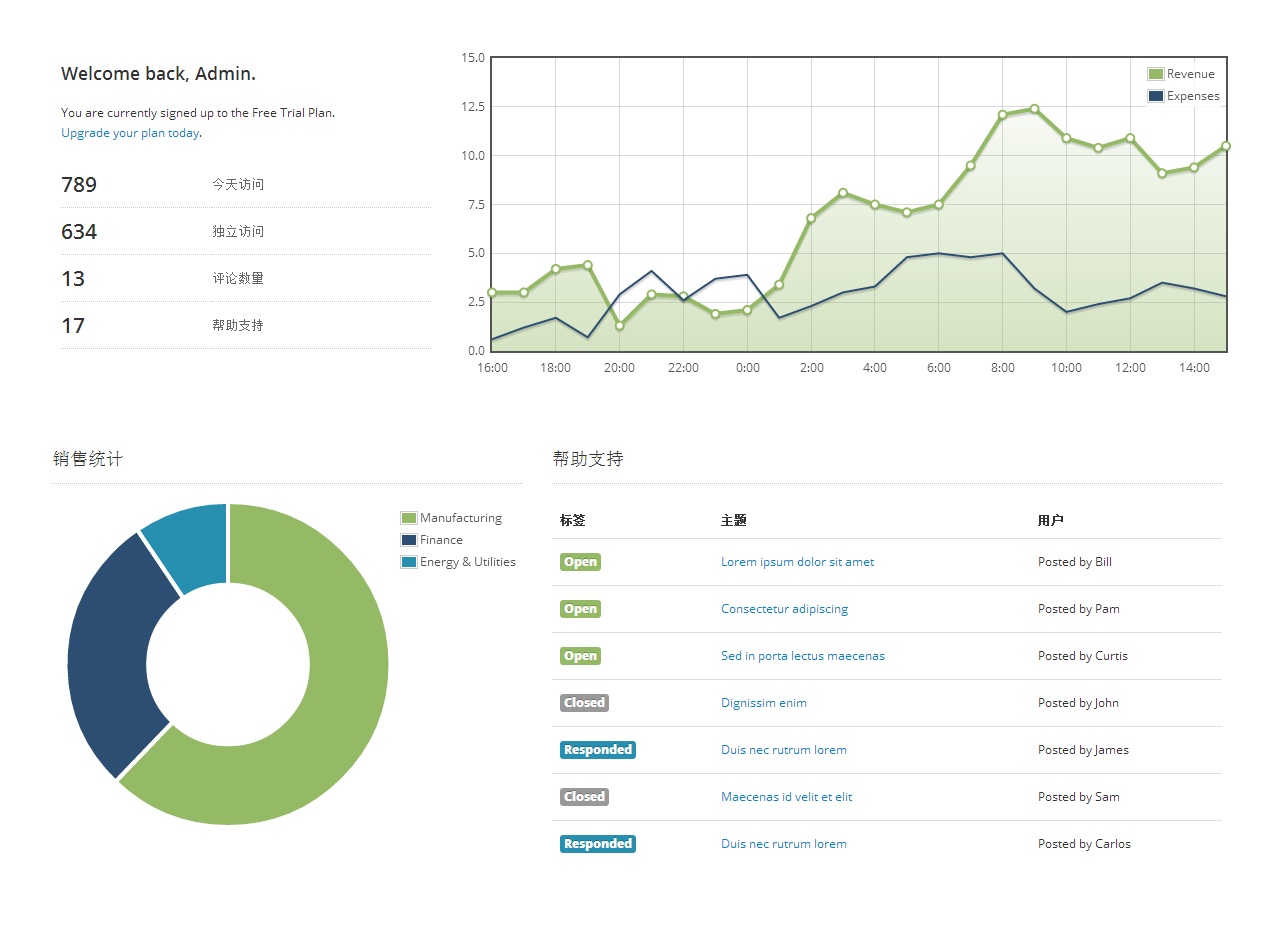 Welcome back, Admin.
You are currently signed up to the Free Trial Plan.
Upgrade your plan today.
789 今天访问
634 独立访问
13 评论数量
17 帮助支持
15.0
12.5
10.0
7.5
5.0
2.5
0.0
16:00 18:00 20:00 22:00 0:00 2:00 4:00 6:00 8:00 10:00 12:00 14:00
Revenue
Expenses
销售统计
Manufacturing
Finance
Energy & Utilities
帮助支持
标签 主题 用户
Open Lorem ipsum dolor sit amet Posted by Bill
Open Consectetur adipiscing Posted by Pam
Open Sed in porta lectus maecenas Posted by Curtis
Closed Dignissim enim Posted by John
Responded Duis nec rutrum lorem Posted by James
Closed Maecenas id velit et elit Posted by Sam
Responded Duis nec rutrum lorem Posted by Carlos